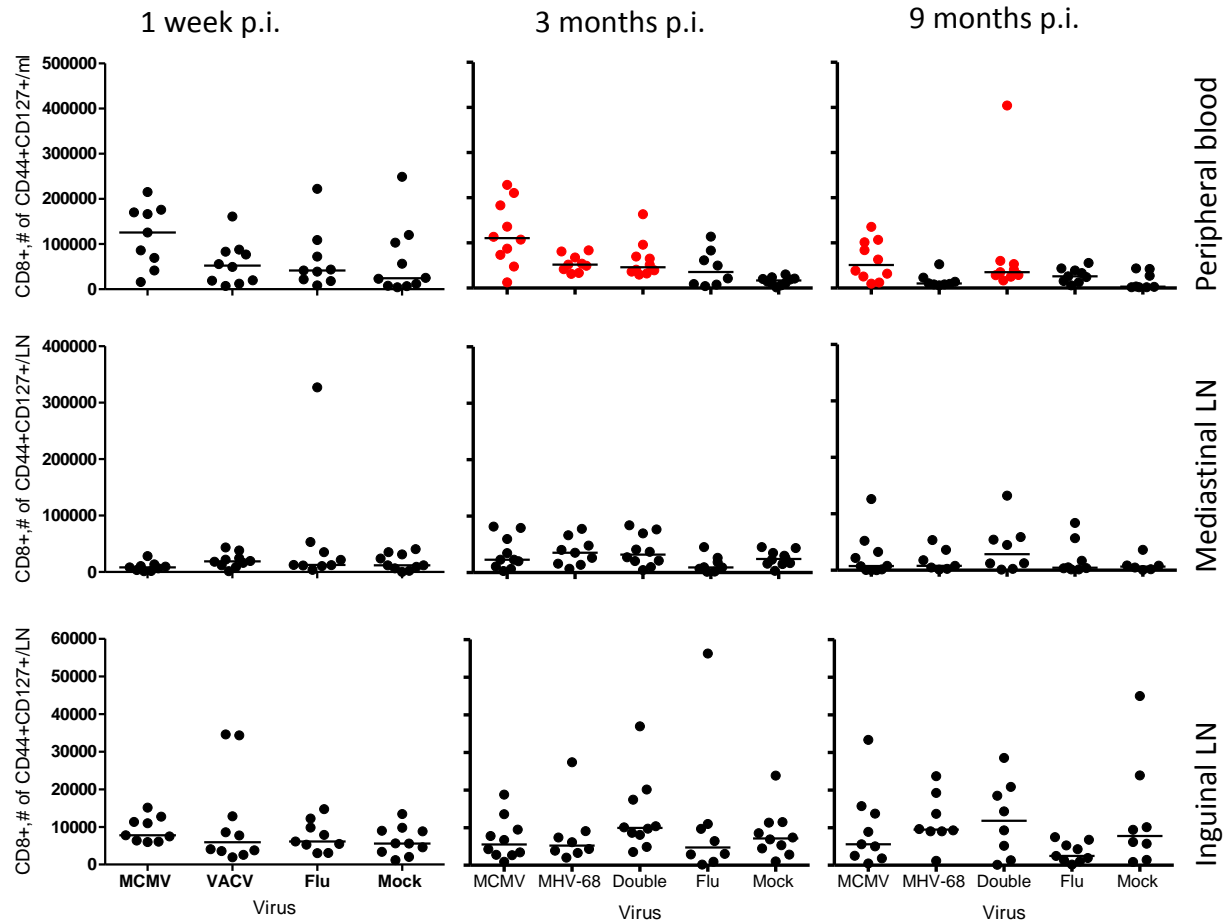 1 week p.i.
3 months p.i.
9 months p.i.
CD8+,# of CD44+CD127+/ml
500000
400000
300000
200000
100000
0
Peripheral blood
CD8+,# of CD44+CD127+/LN
400000
300000
200000
100000
0
Mediastinal LN
CD8+,# of CD44+CD127+/LN
60000
50000
40000
30000
20000
10000
0
Inguinal LN
MCMV VACV Flu Mock
MCMV MHV-68 Double Flu Mock
MCMV MHV-68 Double Flu Mock
Virus
Virus
Virus